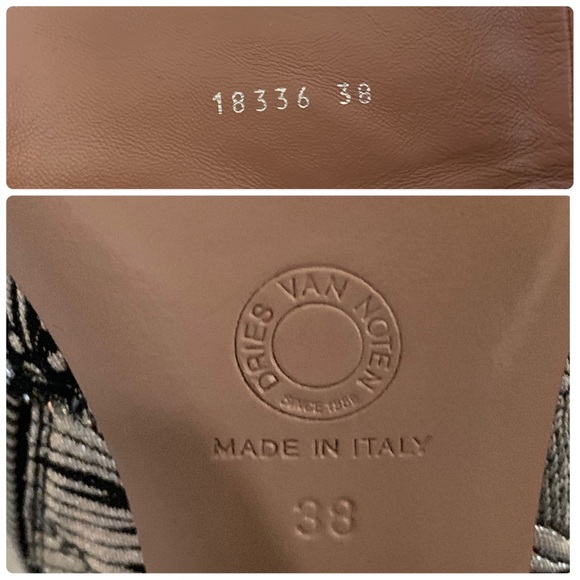 18336 38
DRIES VAN NOTEN
SINCE 1986
MADE IN ITALY
38